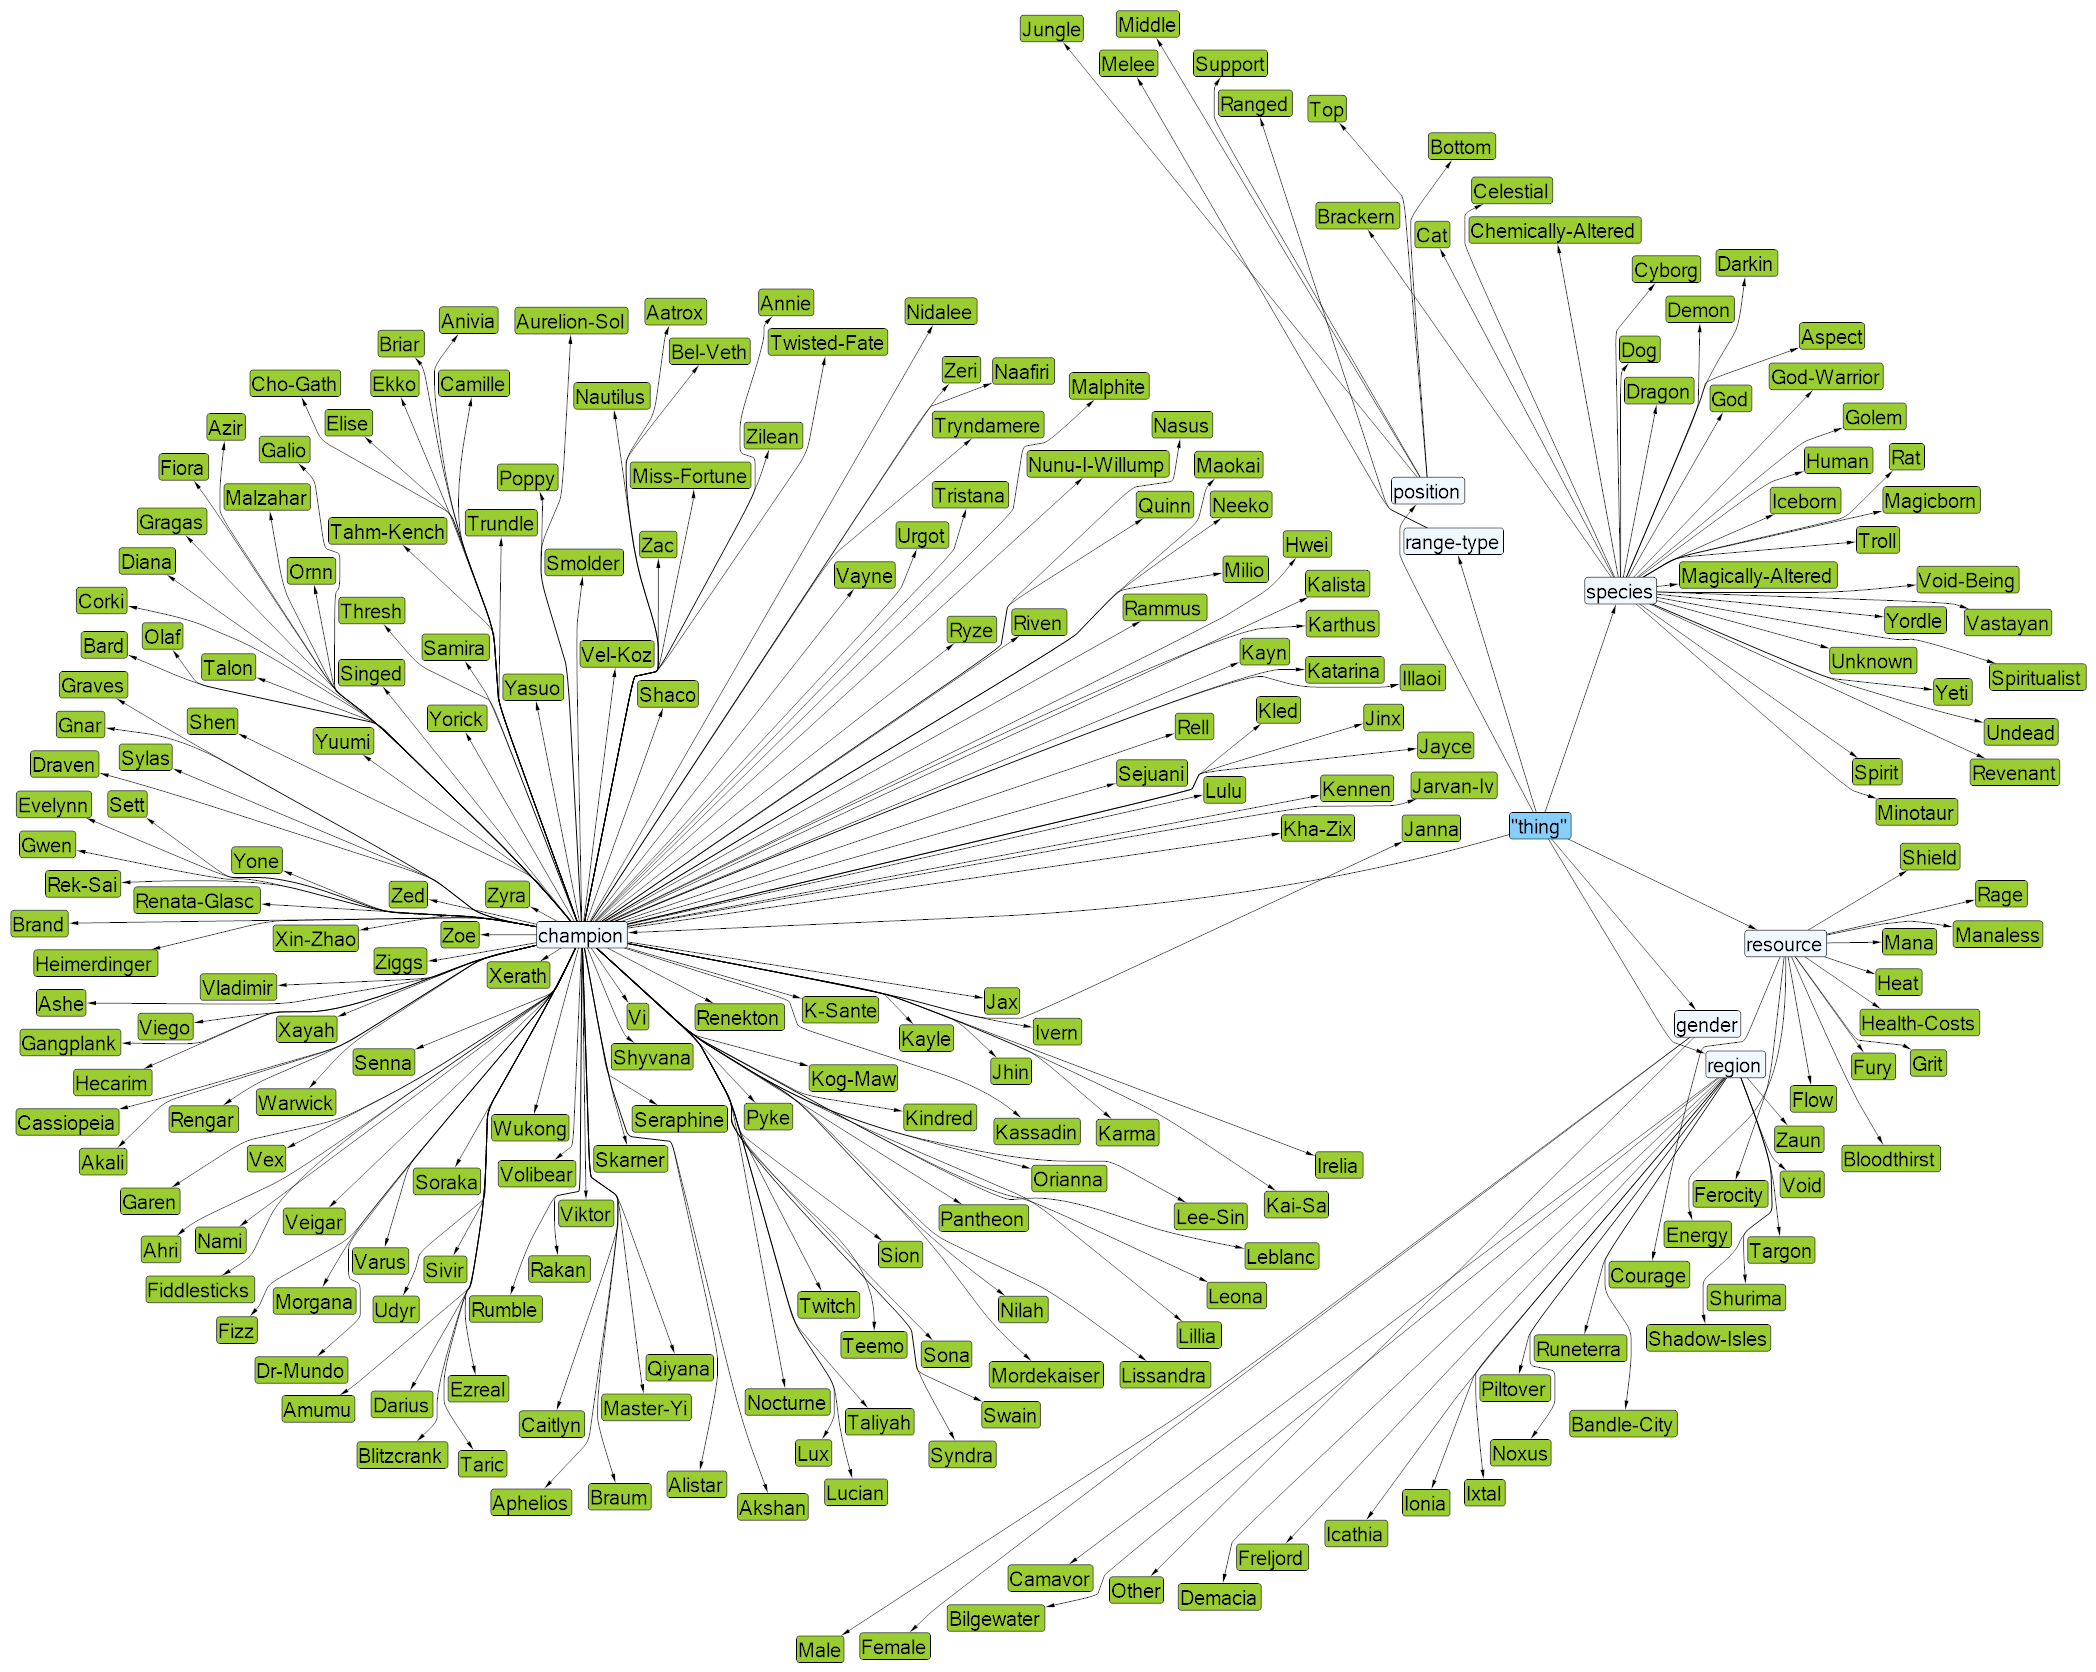 Jungle
Middle
Melee
Support
Ranged
Top
Bottom
Celestial
Brackern
Cat
Chemically-Altered
Cyborg
Darkin
Demon
Dog
Aspect
Dragon
God
God-Warrior
Golem
Human
Rat
Iceborn
Magicborn
Troll
Magically-Altered
Void-Being
Yordle
Vastayan
Unknown
Spiritualist
Yeti
Undead
Spirit
Revenant
Minotaur
position
range-type
species
"thing"
Annie
Nidalee
Aatrox
Anivia
Aurelion-Sol
Briar
Bel-Veth
Twisted-Fate
Cho-Gath
Ekko
Camille
Nautilus
Zeri
Naafiri
Malphite
Azir
Elise
Galio
Zilean
Tryndamere
Nasus
Fiora
Malzahar
Poppy
Miss-Fortune
Nunu-I-Willump
Maokai
Tristana
Quinn
Neeko
Gragas
Tahm-Kench
Trundle
Zac
Urgot
Hwei
Diana
Ornn
Smolder
Vayne
Milio
Kalista
Corki
Thresh
Rammus
Karthus
Bard
Olaf
Samira
Vel-Koz
Ryze
Riven
Kayn
Talon
Singed
Yasuo
Shaco
Katarina
Illaoi
Graves
Gnar
Shen
Yuumi
Yorick
Rell
Kled
Jinx
Jayce
Draven
Sylas
Sejuani
Lulu
Kennen
Jarvan-Iv
Evelynn
Sett
Kha-Zix
Janna
Gwen
Yone
Rek-Sai
Renata-Glasc
Zed
Zyra
Brand
Xin-Zhao
Zoe
champion
Heimerdinger
Ziggs
Xerath
Vladimir
Ashe
Viego
Xayah
Vi
Renekton
K-Sante
Jax
Kayle
Ivern
Gangplank
Senna
Shyvana
Jhin
Hecarim
Warwick
Kog-Maw
Cassiopeia
Rengar
Wukong
Seraphine
Pyke
Kindred
Kassadin
Karma
Akali
Vex
Soraka
Volibear
Skarner
Orianna
Irelia
Garen
Veigar
Viktor
Pantheon
Lee-Sin
Kai-Sa
Ahri
Nami
Varus
Sivir
Rakan
Sion
Leblanc
Fiddlesticks
Morgana
Udyr
Rumble
Twitch
Nilah
Leona
Fizz
Teemo
Sona
Lillia
Dr-Mundo
Ezreal
Qiyana
Mordekaiser
Lissandra
Amumu
Darius
Caitlyn
Master-Yi
Nocturne
Taliyah
Swain
Blitzcrank
Taric
Lux
Syndra
Aphelios
Braum
Alistar
Akshan
Lucian
Shield
Rage
resource
Mana
Manaless
Heat
Health-Costs
Fury
Grit
Flow
Bloodthirst
Ferocity
Energy
Courage
gender
region
Zaun
Void
Targon
Shurima
Shadow-Isles
Runeterra
Piltover
Bandle-City
Noxus
Ixtal
Ionia
Icathia
Freljord
Camavor
Other
Demacia
Bilgewater
Male
Female